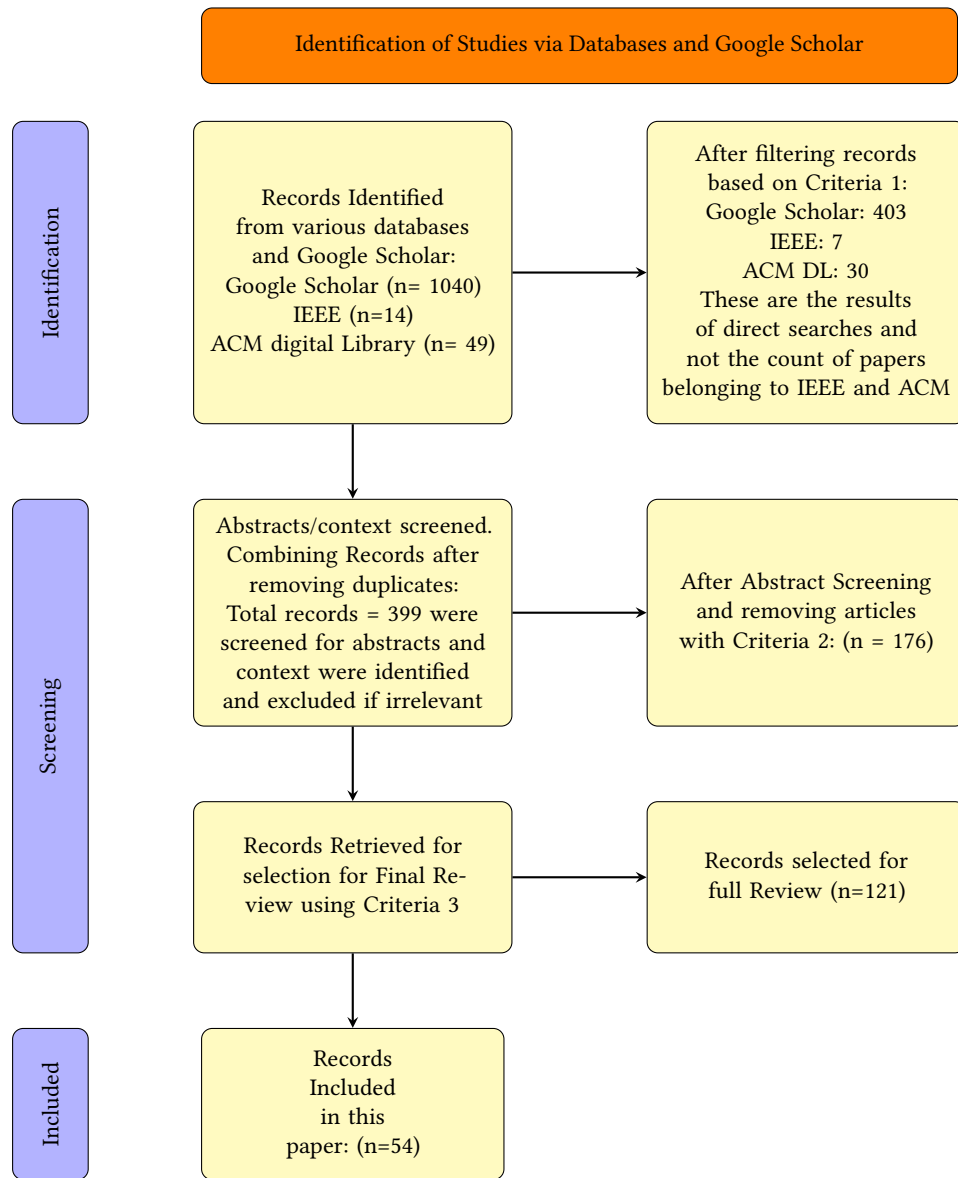 Identification of Studies via Databases and Google Scholar
Identification
Records Identified
from various databases
and Google Scholar:
Google Scholar (n= 1040)
IEEE (n=14)
ACM digital Library (n= 49)
After filtering records
based on Criteria 1:
Google Scholar: 403
IEEE: 7
ACM DL: 30
These are the results
of direct searches and
not the count of papers
belonging to IEEE and ACM
Screening
Abstracts/context screened.
Combining Records after
removing duplicates:
Total records = 399 were
screened for abstracts and
context were identified
and excluded if irrelevant
After Abstract Screening
and removing articles
with Criteria 2: (n = 176)
Records Retrieved for
selection for Final Re-
view using Criteria 3
Records selected for
full Review (n=121)
Included
Records
Included
in this
paper: (n=54)